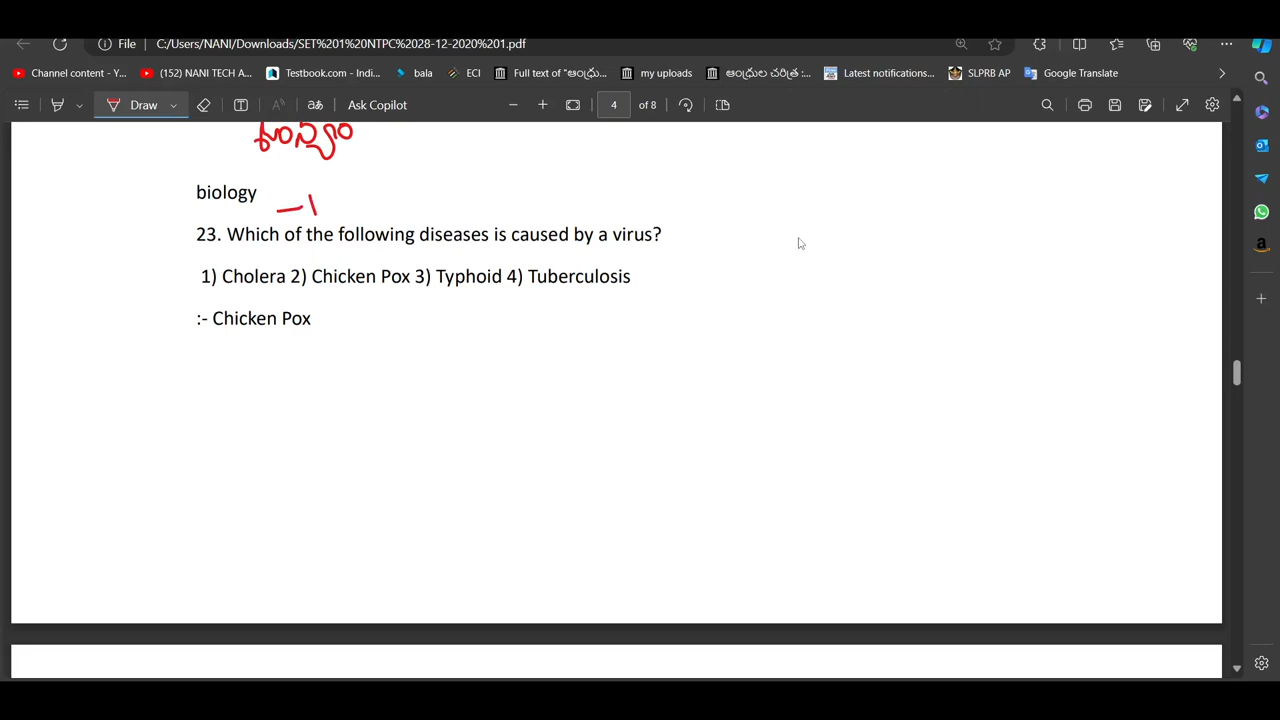 File C:/Users/NANI/Downloads/SET%201%20NTPC%2028-12-2020%201.pdf
Channel content - Y... (152) NANI TECH A... Testbook.com - Indi... bala ECI Full text of "ఆంధ్రు... my uploads ఆంధ్రుల చరిత్ర :... Latest notifications... SLPRB AP Google Translate
Draw aあ Ask Copilot 4 of 8
biology
—1
23. Which of the following diseases is caused by a virus?
1) Cholera 2) Chicken Pox 3) Typhoid 4) Tuberculosis
:- Chicken Pox